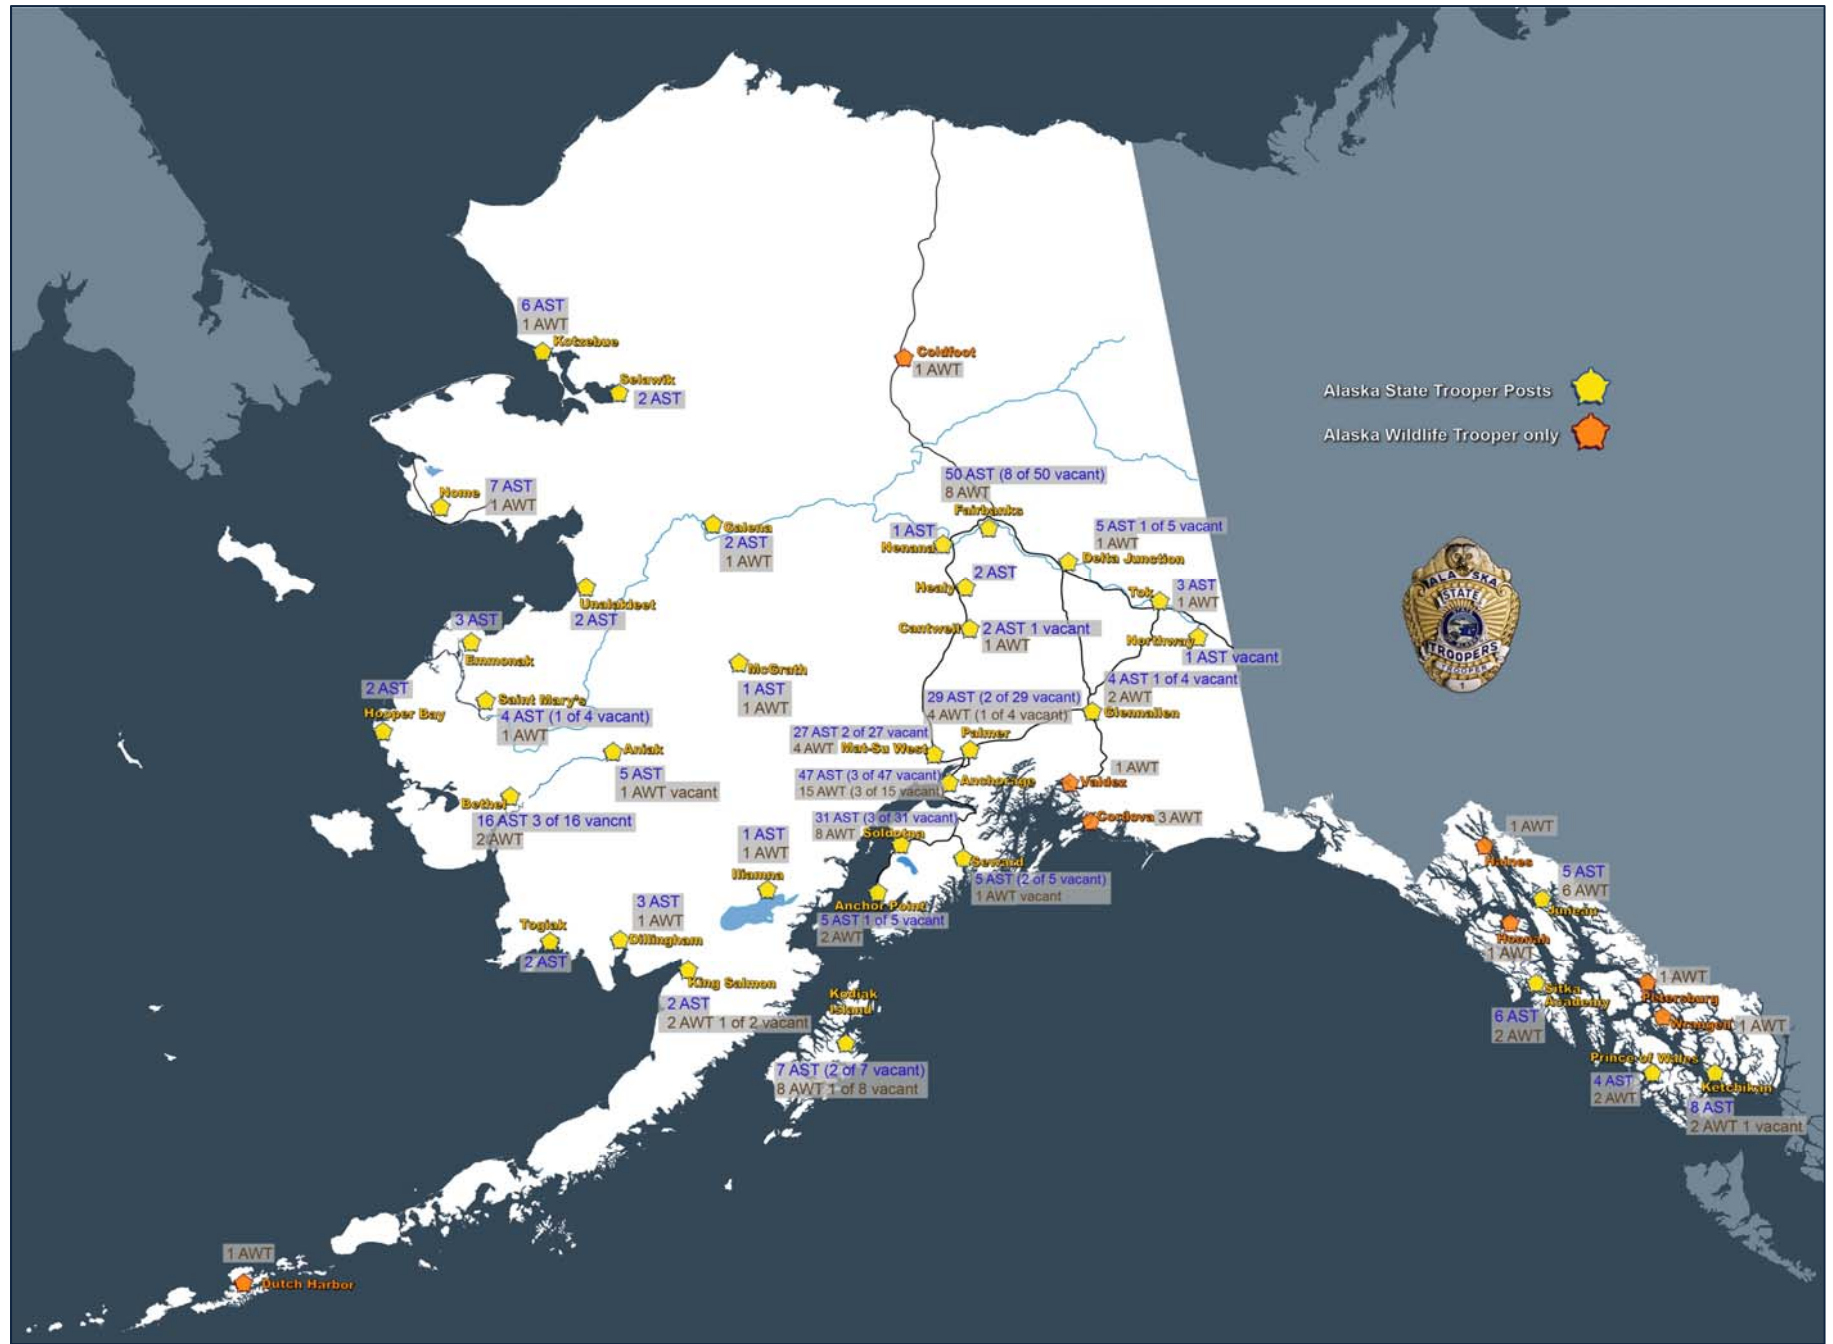 6 AST
1 AWT
Kotzebue
Selawik
2 AST
Coldfoot
1 AWT
Alaska State Trooper Posts
Alaska Wildlife Trooper only
50 AST (8 of 50 vacant)
8 AWT
Fairbanks
Nome
7 AST
1 AWT
Galena
2 AST
1 AWT
1 AST
Nenana
5 AST 1 of 5 vacant
1 AWT
Delta Junction
Healy
2 AST
Tok
3 AST
1 AWT
Unalakleet
2 AST
3 AST
Emmonak
Cantwell
2 AST 1 vacant
1 AWT
Northway
1 AST vacant
ALASKA
STATE
TROOPERS
TROOPER
1
McGrath
1 AST
1 AWT
2 AST
Hooper Bay
Saint Mary's
4 AST (1 of 4 vacant)
1 AWT
29 AST (2 of 29 vacant)
4 AWT (1 of 4 vacant)
Palmer
4 AST 1 of 4 vacant
2 AWT
Glennallen
27 AST 2 of 27 vacant
4 AWT
Mat-Su West
Aniak
5 AST
1 AWT vacant
47 AST (3 of 47 vacant)
15 AWT (3 of 15 vacant)
Anchorage
1 AWT
Valdez
Bethel
16 AST 3 of 16 vancnt
2 AWT
31 AST (3 of 31 vacant)
8 AWT
Soldotna
Cordova
3 AWT
1 AST
1 AWT
Iliamna
Seward
5 AST (2 of 5 vacant)
1 AWT vacant
Anchor Point
5 AST 1 of 5 vacant
2 AWT
1 AWT
Haines
5 AST
6 AWT
Juneau
Hoonah
1 AWT
Togiak
2 AST
3 AST
1 AWT
Dillingham
King Salmon
2 AST
2 AWT 1 of 2 vacant
Kodiak
Island
7 AST (2 of 7 vacant)
8 AWT 1 of 8 vacant
Sitka
Academy
6 AST
2 AWT
1 AWT
Petersburg
Wrangell
1 AWT
Prince of Wales
4 AST
2 AWT
Ketchikan
8 AST
2 AWT 1 vacant
1 AWT
Dutch Harbor